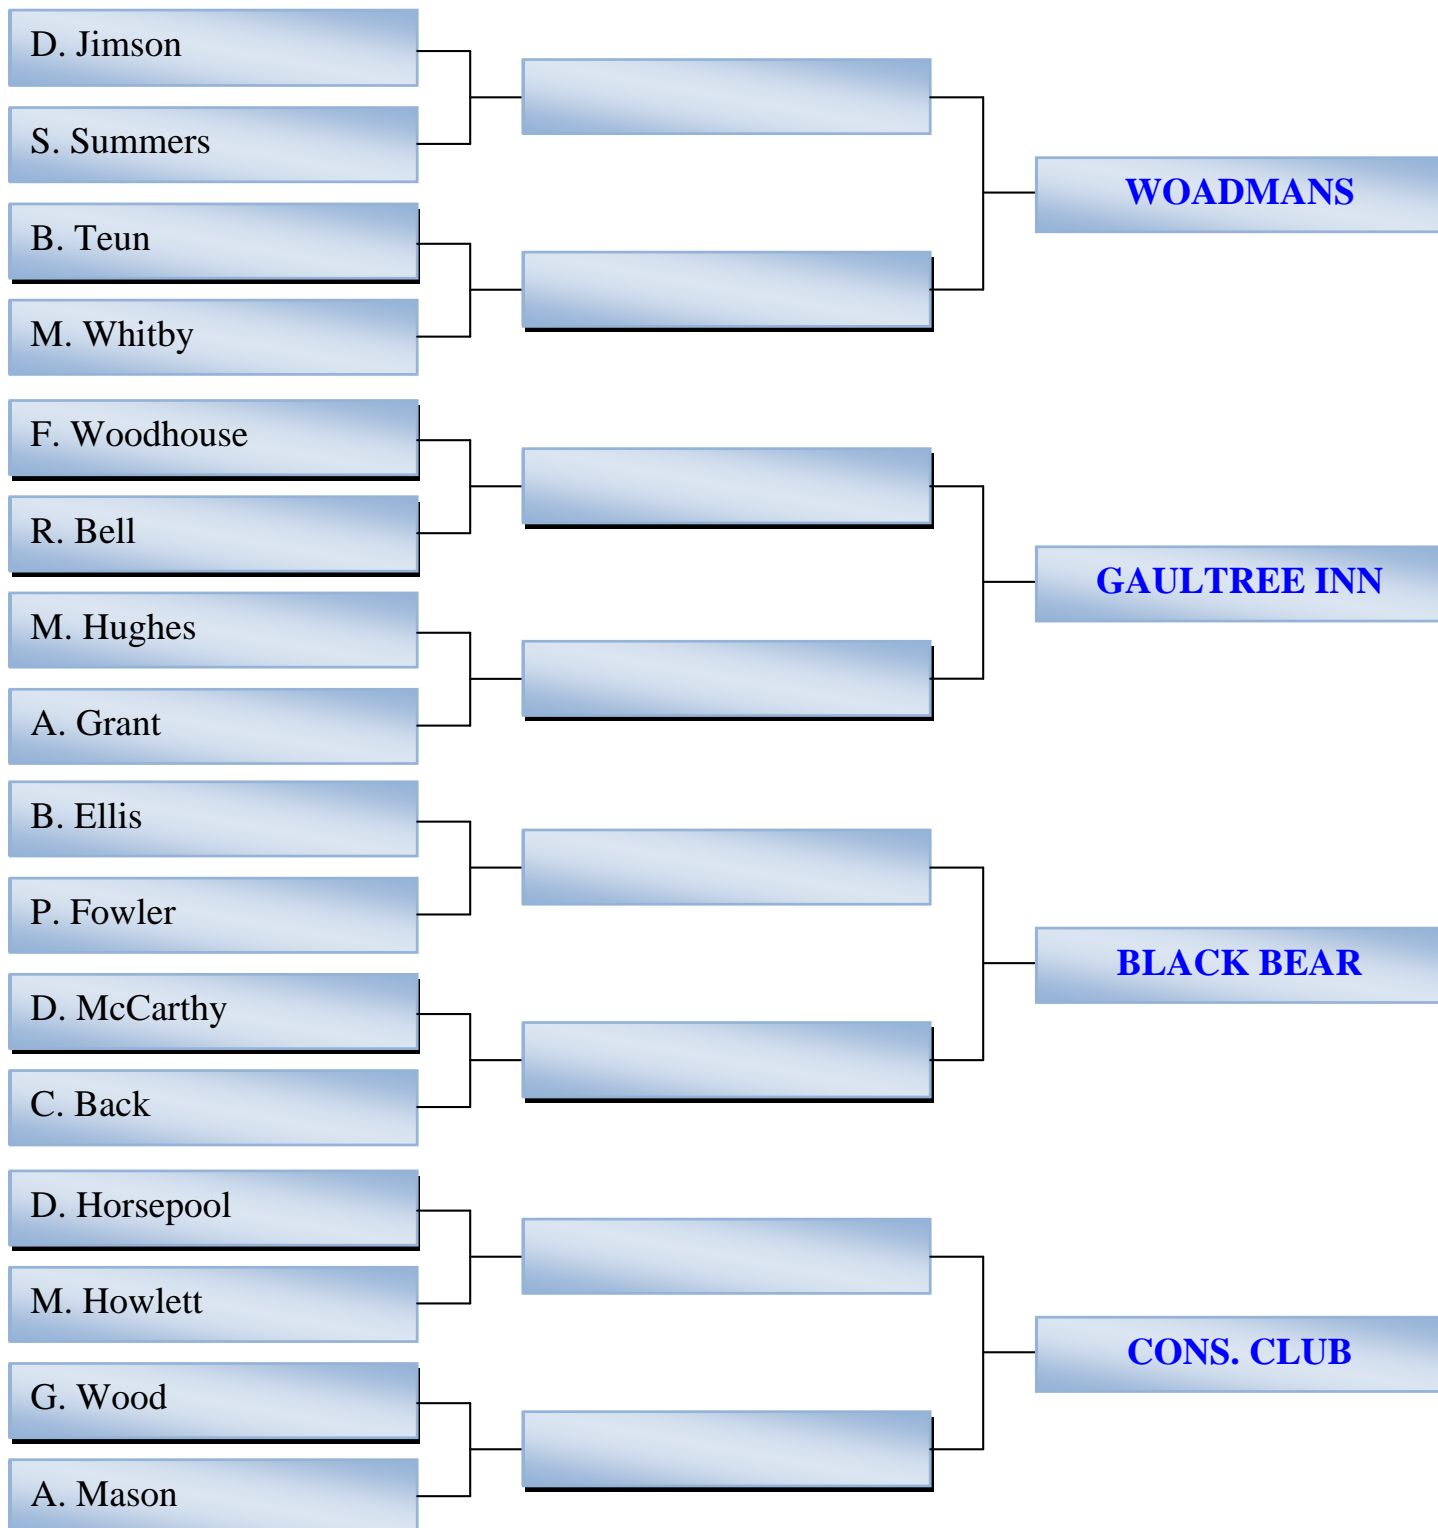 D. Jimson
S. Summers
WOADMANS
B. Teun
M. Whitby
F. Woodhouse
R. Bell
GAULTREE INN
M. Hughes
A. Grant
B. Ellis
P. Fowler
BLACK BEAR
D. McCarthy
C. Back
D. Horsepool
M. Howlett
CONS. CLUB
G. Wood
A. Mason